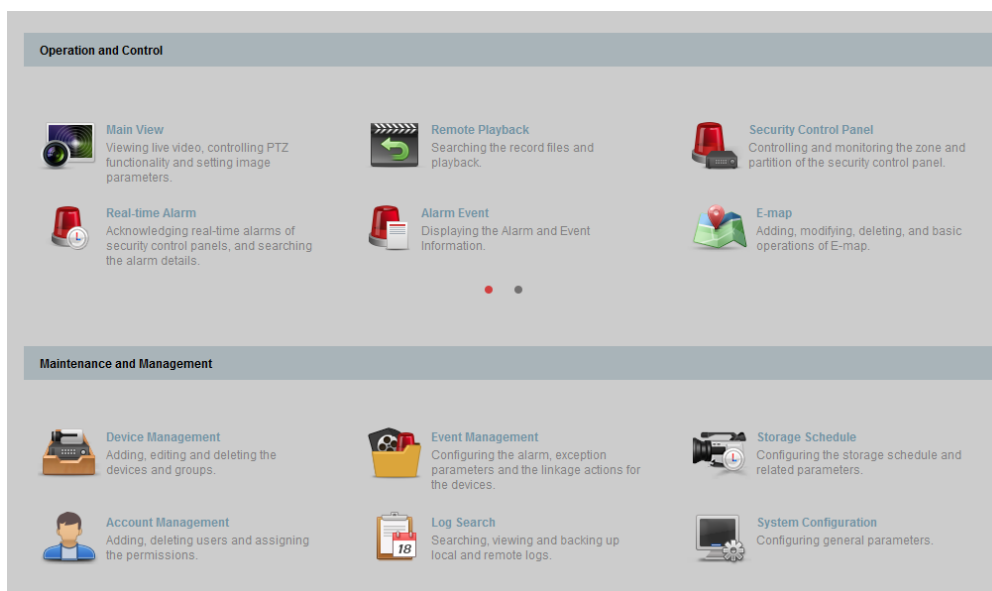 Operation and Control
Main View
Viewing live video, controlling PTZ
functionality and setting image
parameters.
Remote Playback
Searching the record files and
playback.
Security Control Panel
Controlling and monitoring the zone and
partition of the security control panel.
Real-time Alarm
Acknowledging real-time alarms of
security control panels, and searching
the alarm details.
Alarm Event
Displaying the Alarm and Event
Information.
E-map
Adding, modifying, deleting, and basic
operations of E-map.
Maintenance and Management
Device Management
Adding, editing and deleting the
devices and groups.
Event Management
Configuring the alarm, exception
parameters and the linkage actions for
the devices.
Storage Schedule
Configuring the storage schedule and
related parameters.
Account Management
Adding, deleting users and assigning
the permissions.
18
Log Search
Searching, viewing and backing up
local and remote logs.
System Configuration
Configuring general parameters.